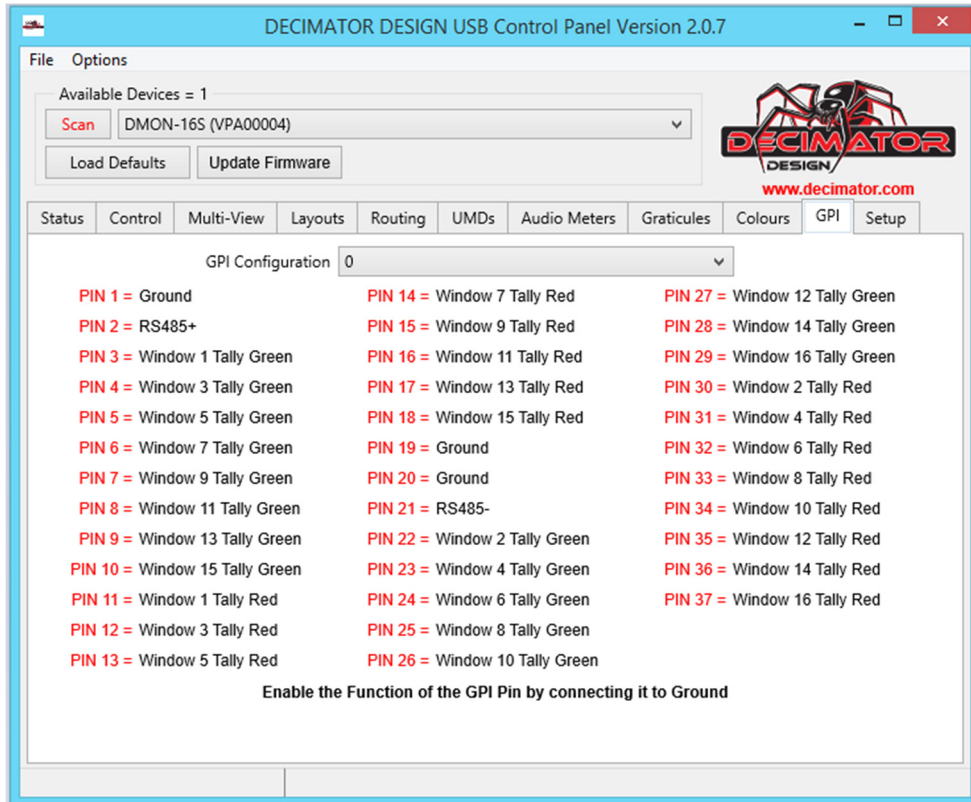 DECIMATOR DESIGN USB Control Panel Version 2.0.7
File Options
Available Devices = 1
Scan DMON-16S (VPA00004)
Load Defaults Update Firmware
DECIMATOR
DESIGN
www.decimator.com
Status Control Multi-View Layouts Routing UMDs Audio Meters Graticules Colours GPI Setup
GPI Configuration 0
PIN 1 = Ground
PIN 2 = RS485+
PIN 3 = Window 1 Tally Green
PIN 4 = Window 3 Tally Green
PIN 5 = Window 5 Tally Green
PIN 6 = Window 7 Tally Green
PIN 7 = Window 9 Tally Green
PIN 8 = Window 11 Tally Green
PIN 9 = Window 13 Tally Green
PIN 10 = Window 15 Tally Green
PIN 11 = Window 1 Tally Red
PIN 12 = Window 3 Tally Red
PIN 13 = Window 5 Tally Red
PIN 14 = Window 7 Tally Red
PIN 15 = Window 9 Tally Red
PIN 16 = Window 11 Tally Red
PIN 17 = Window 13 Tally Red
PIN 18 = Window 15 Tally Red
PIN 19 = Ground
PIN 20 = Ground
PIN 21 = RS485-
PIN 22 = Window 2 Tally Green
PIN 23 = Window 4 Tally Green
PIN 24 = Window 6 Tally Green
PIN 25 = Window 8 Tally Green
PIN 26 = Window 10 Tally Green
PIN 27 = Window 12 Tally Green
PIN 28 = Window 14 Tally Green
PIN 29 = Window 16 Tally Green
PIN 30 = Window 2 Tally Red
PIN 31 = Window 4 Tally Red
PIN 32 = Window 6 Tally Red
PIN 33 = Window 8 Tally Red
PIN 34 = Window 10 Tally Red
PIN 35 = Window 12 Tally Red
PIN 36 = Window 14 Tally Red
PIN 37 = Window 16 Tally Red
Enable the Function of the GPI Pin by connecting it to Ground